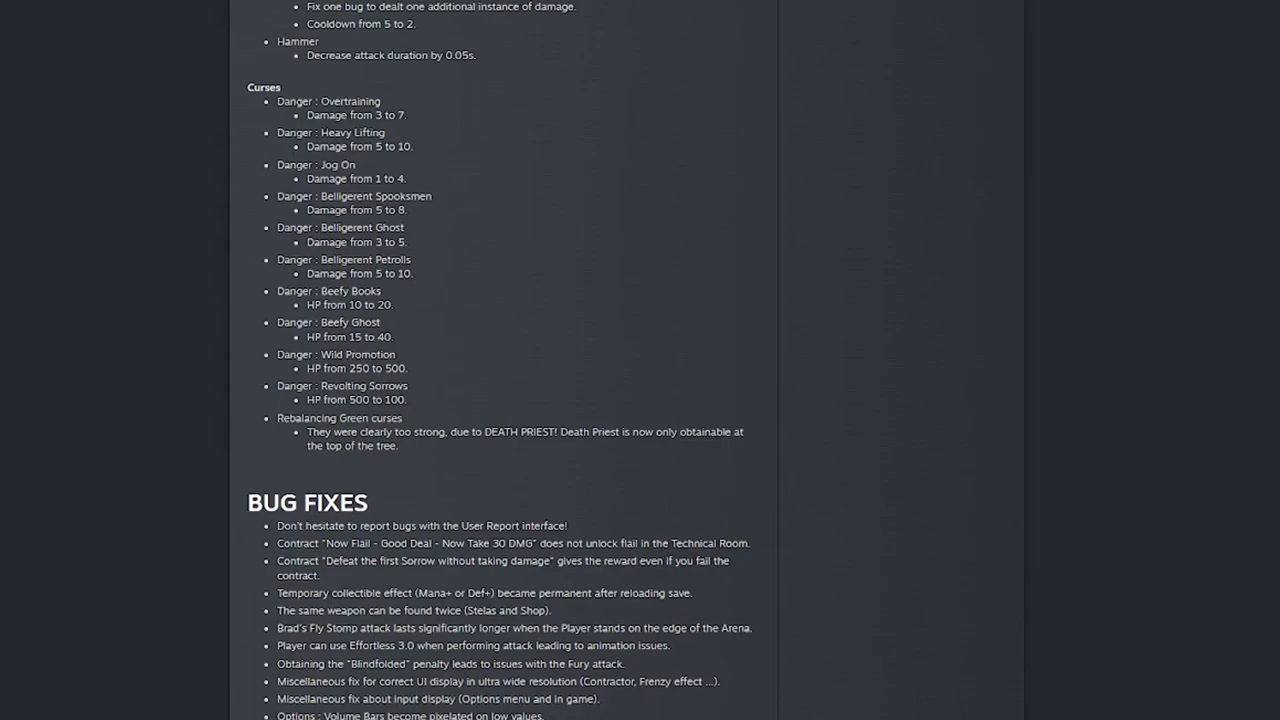 Fix one bug to dealt one additional instance of damage.
Cooldown from 5 to 2.
Hammer
Decrease attack duration by 0.05s.
Curses
Danger : Overtraining
Damage from 3 to 7.
Danger : Heavy Lifting
Damage from 5 to 10.
Danger : Jog On
Damage from 1 to 4.
Danger : Belligerent Spooksmen
Damage from 5 to 8.
Danger : Belligerent Ghost
Damage from 3 to 5.
Danger : Belligerent Petrolls
Damage from 5 to 10.
Danger : Beefy Books
HP from 10 to 20.
Danger : Beefy Ghost
HP from 15 to 40.
Danger : Wild Promotion
HP from 250 to 500.
Danger : Revolting Sorrows
HP from 500 to 100.
Rebalancing Green curses
They were clearly too strong, due to DEATH PRIEST! Death Priest is now only obtainable at
the top of the tree.
BUG FIXES
Don't hesitate to report bugs with the User Report interface!
Contract "Now Flail - Good Deal - Now Take 30 DMG" does not unlock flail in the Technical Room.
Contract "Defeat the first Sorrow without taking damage" gives the reward even if you fail the
contract.
Temporary collectible effect (Mana+ or Def+) became permanent after reloading save.
The same weapon can be found twice (Stelas and Shop).
Brad's Fly Stomp attack lasts significantly longer when the Player stands on the edge of the Arena.
Player can use Effortless 3.0 when performing attack leading to animation issues.
Obtaining the "Blindfolded" penalty leads to issues with the Fury attack.
Miscellaneous fix for correct UI display in ultra wide resolution (Contractor, Frenzy effect ...).
Miscellaneous fix about input display (Options menu and in game).
Options : Volume Bars become pixelated on low values.